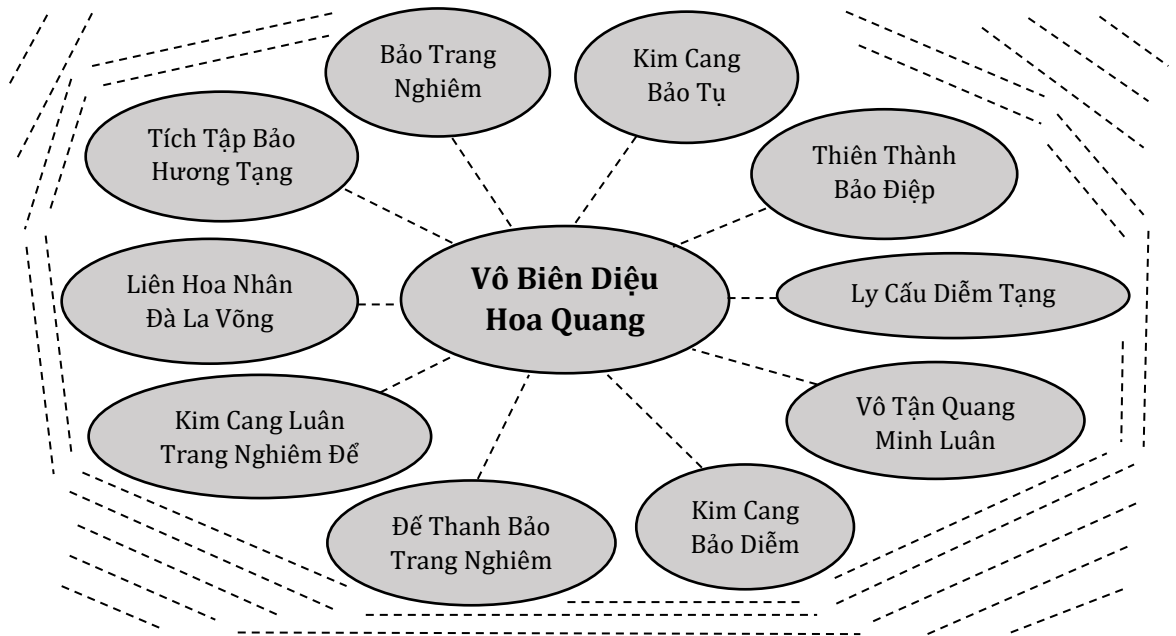 Bảo Trang
Nghiêm
Kim Cang
Bảo Tụ
Tích Tập Bảo
Hương Tạng
Thiên Thành
Bảo Điệp
Vô Biên Diệu
Hoa Quang
Liên Hoa Nhân
Đà La Võng
Ly Cấu Diễm Tạng
Kim Cang Luân
Trang Nghiêm Để
Vô Tận Quang
Minh Luân
Đế Thanh Bảo
Trang Nghiêm
Kim Cang
Bảo Diễm